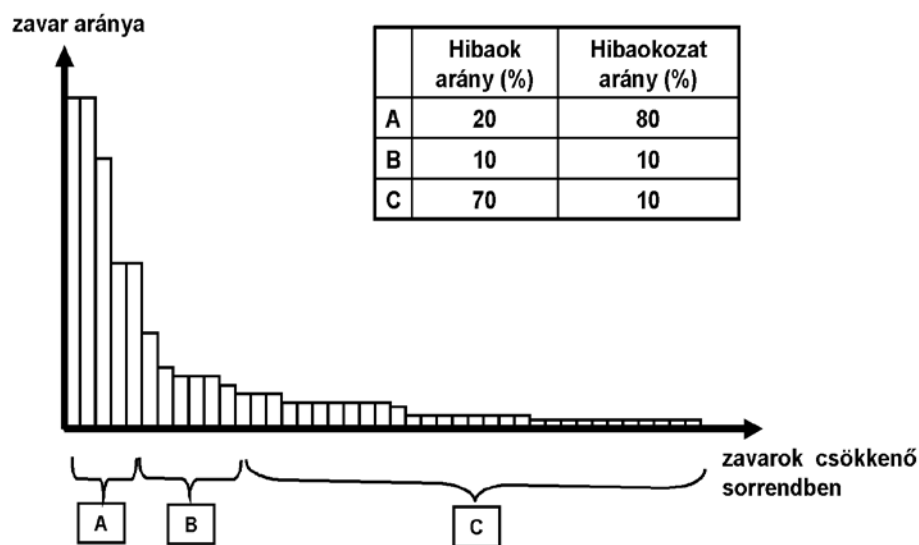 zavar aránya
Hibaok arány (%)
Hibaokozat arány (%)
A 20 80
B 10 10
C 70 10
zavarok csökkenő
sorrendben
A
B
C